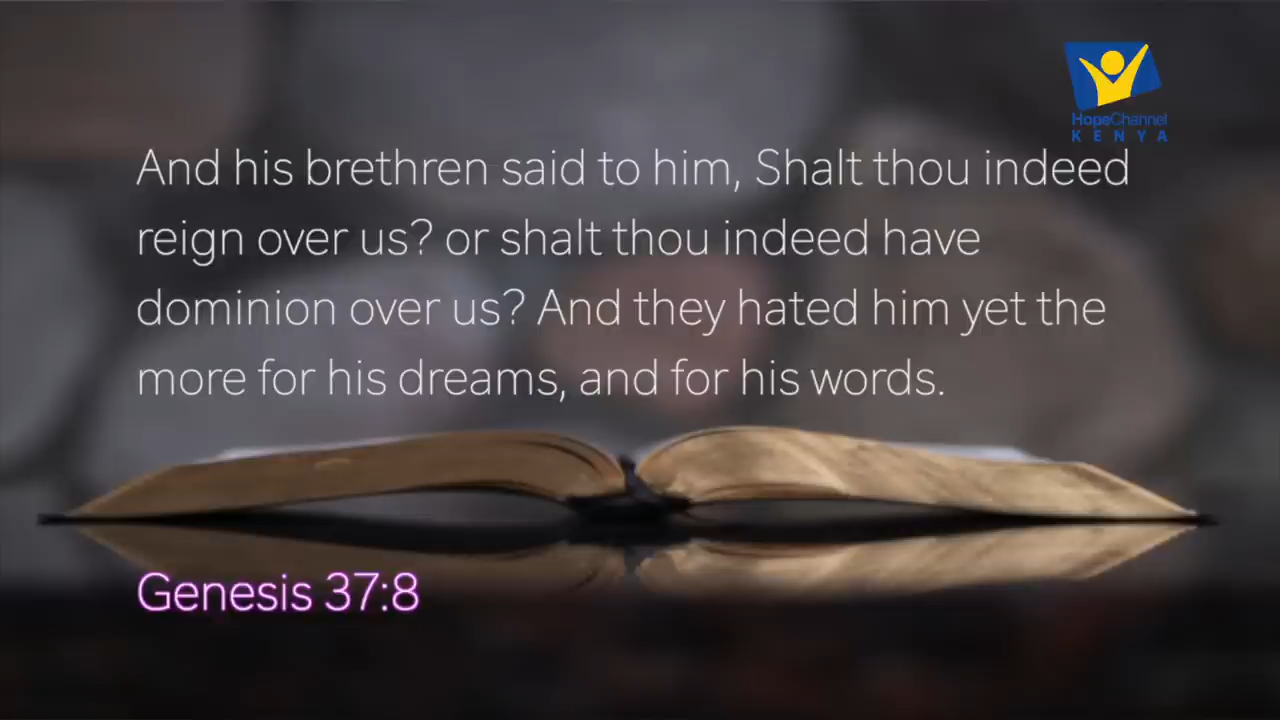 HopeChannel
KENYA
And his brethren said to him, Shalt thou indeed
reign over us? or shalt thou indeed have
dominion over us? And they hated him yet the
more for his dreams, and for his words.
Genesis 37:8